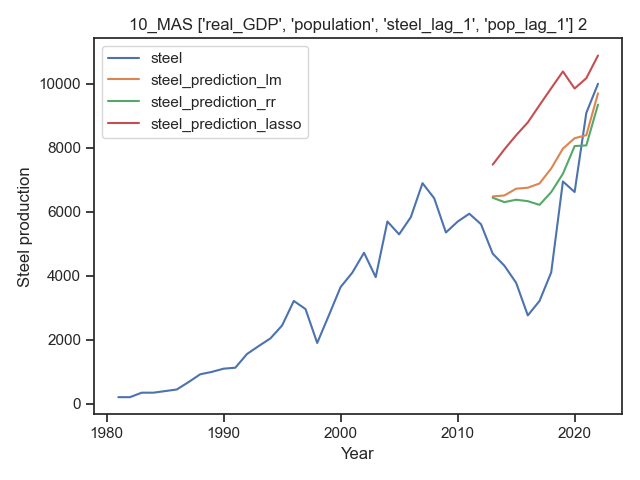 10_MAS ['real_GDP', 'population', 'steel_lag_1', 'pop_lag_1'] 2
steel
steel_prediction_lm
steel_prediction_rr
steel_prediction_lasso
Steel production
10000
8000
6000
4000
2000
0
1980 1990 2000 2010 2020
Year